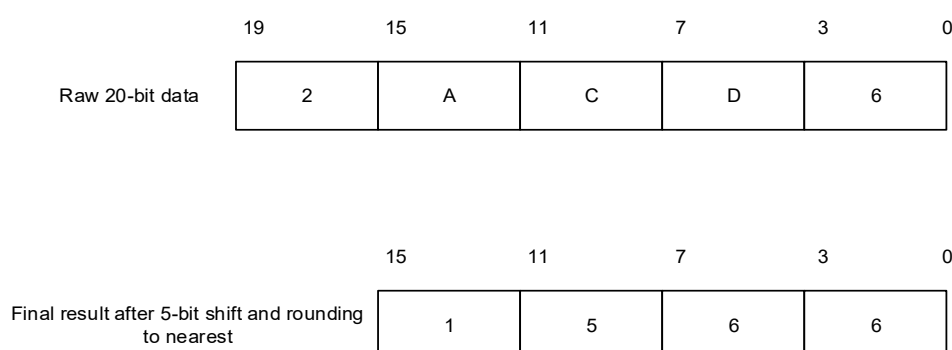 19 15 11 7 3 0
Raw 20-bit data 2 A C D 6
15 11 7 3 0
Final result after 5-bit shift and rounding
to nearest
1 5 6 6